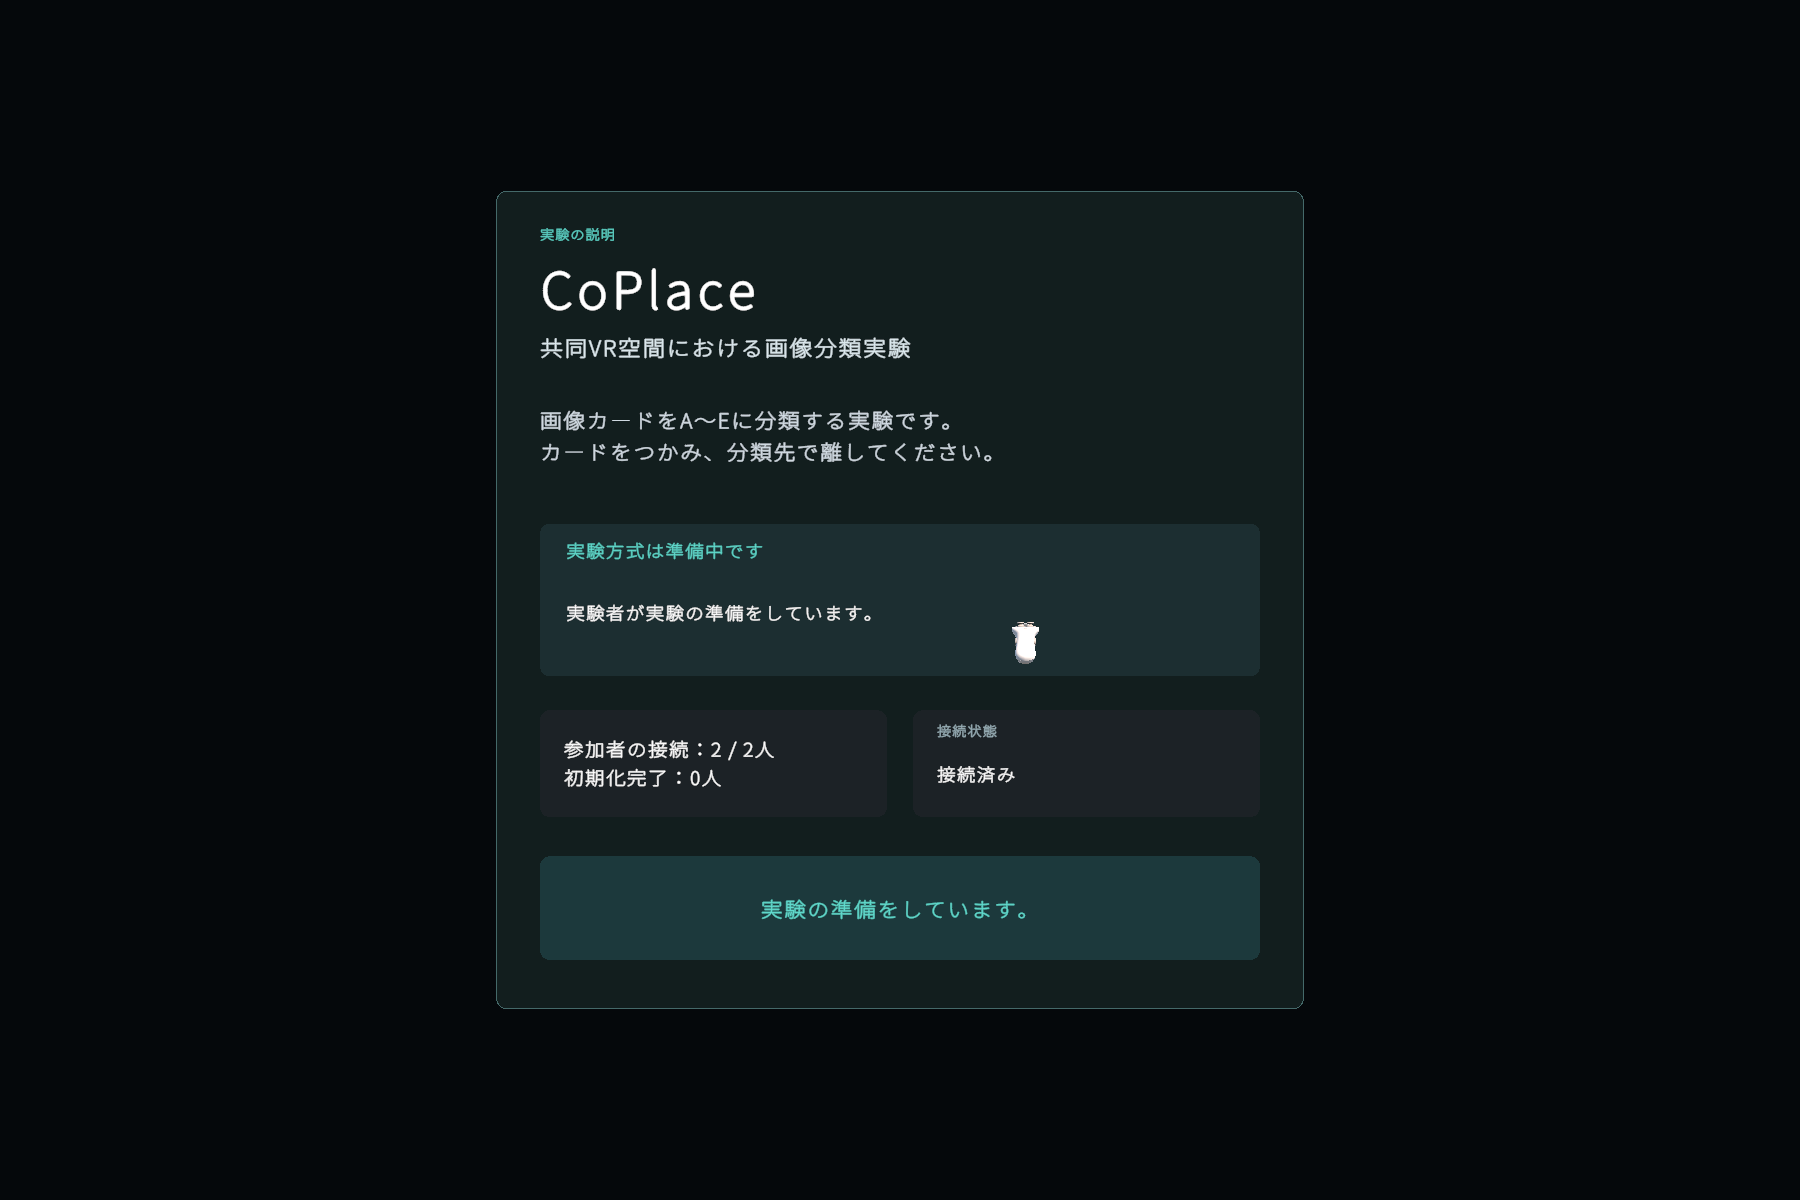 実験の説明
CoPlace
共同VR空間における画像分類実験
画像カードをA〜Eに分類する実験です。
カードをつかみ、分類先で離してください。
実験方式は準備中です
実験者が実験の準備をしています。
参加者の接続：2 / 2人
初期化完了：0人
接続状態
接続済み
実験の準備をしています。